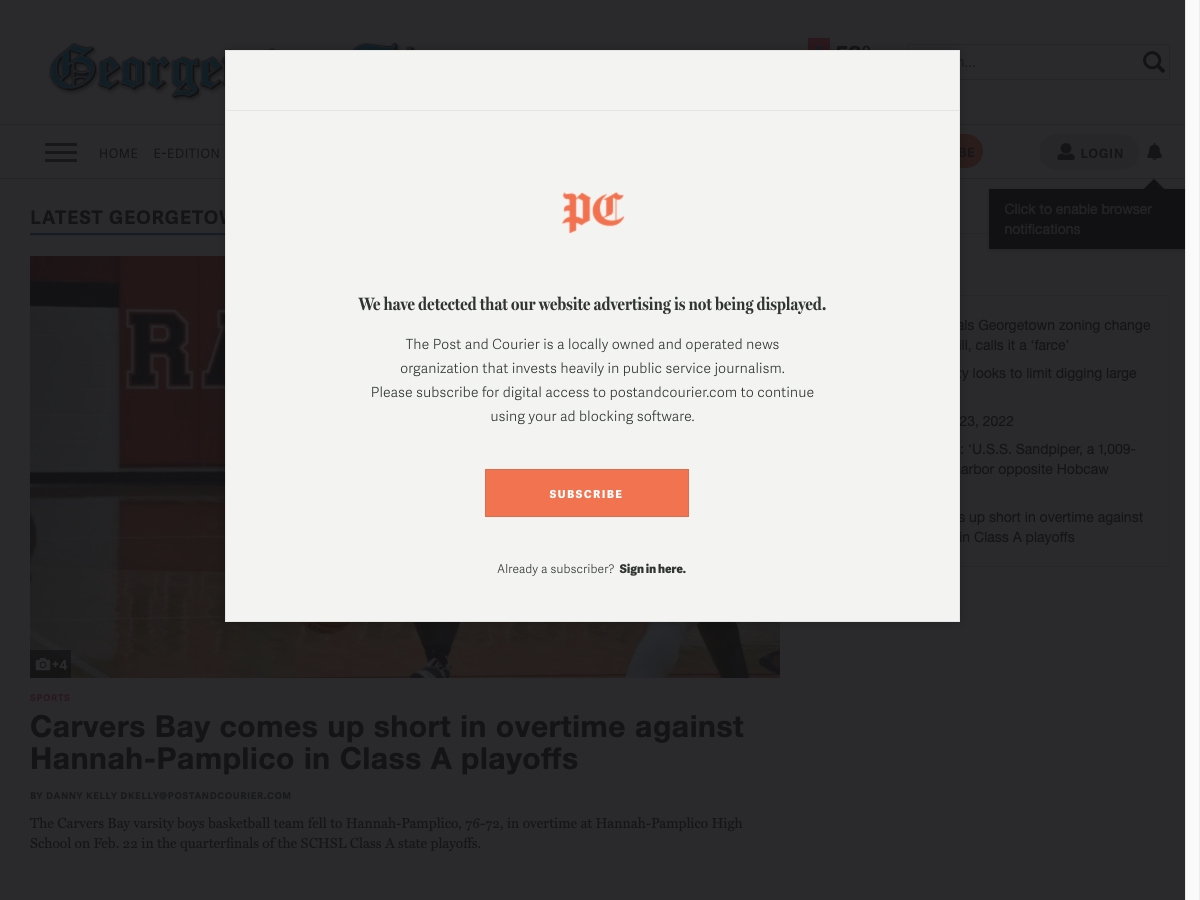 George
HOME E-EDITION
LOGIN
Click to enable browser
notifications
LATEST
PC
We have detected that our website advertising is not being displayed.
The Post and Courier is a locally owned and operated news
organization that invests heavily in public service journalism.
Please subscribe for digital access to postandcourier.com to continue
using your ad blocking software.
SUBSCRIBE
Already a subscriber? Sign in here.
als Georgetown zoning change
ll, calls it a 'farce'
y looks to limit digging large
23, 2022
: 'U.S.S. Sandpiper, a 1,009-
arbor opposite Hobcaw
s up short in overtime against
in Class A playoffs
RA
+4
SPORTS
Carvers Bay comes up short in overtime against
Hannah-Pamplico in Class A playoffs
BY DANNY KELLY DKELLY@POSTANDCOURIER.COM
The Carvers Bay varsity boys basketball team fell to Hannah-Pamplico, 76-72, in overtime at Hannah-Pamplico High
School on Feb. 22 in the quarterfinals of the SCHSL Class A state playoffs.